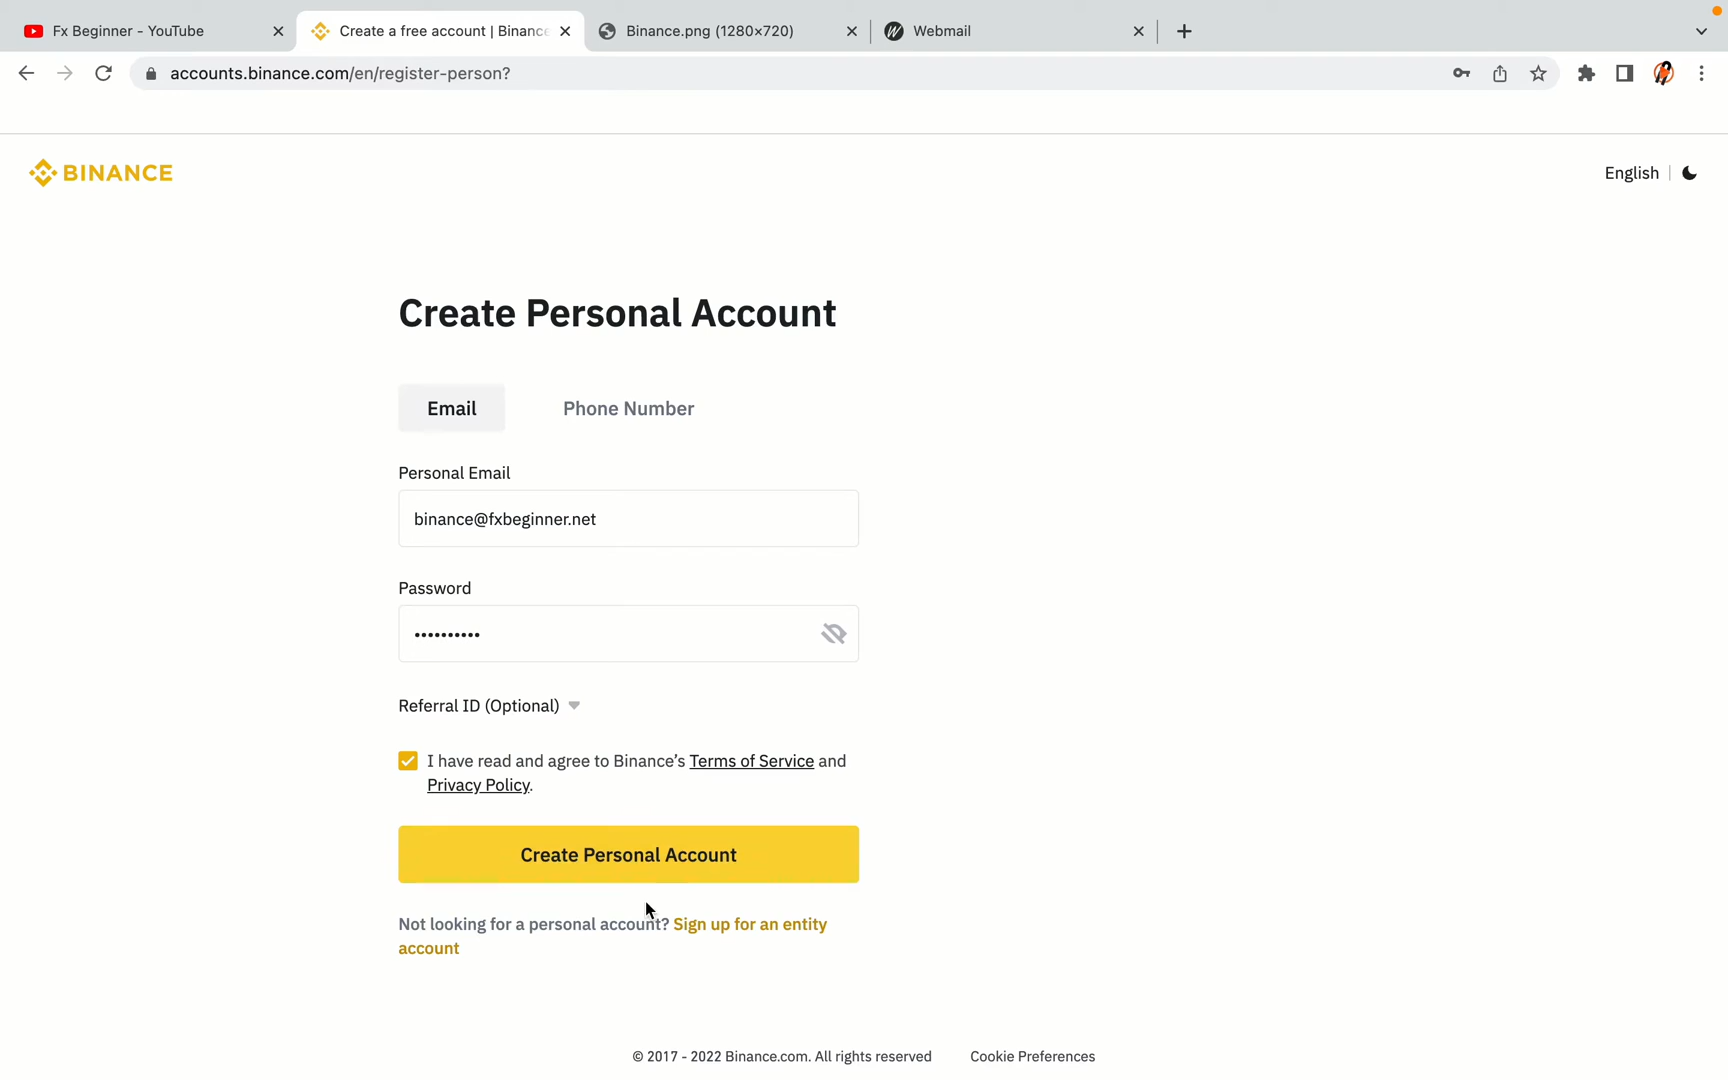 Fx Beginner - YouTube
Create a free account | Binance
Binance.png (1280×720)
Webmail
accounts.binance.com/en/register-person?
BINANCE
English
Create Personal Account
Email
Phone Number
Personal Email
binance@fxbeginner.net
Password
••••••••••
Referral ID (Optional)
I have read and agree to Binance’s Terms of Service and
Privacy Policy.
Create Personal Account
Not looking for a personal account? Sign up for an entity
account
© 2017 - 2022 Binance.com. All rights reserved
Cookie Preferences